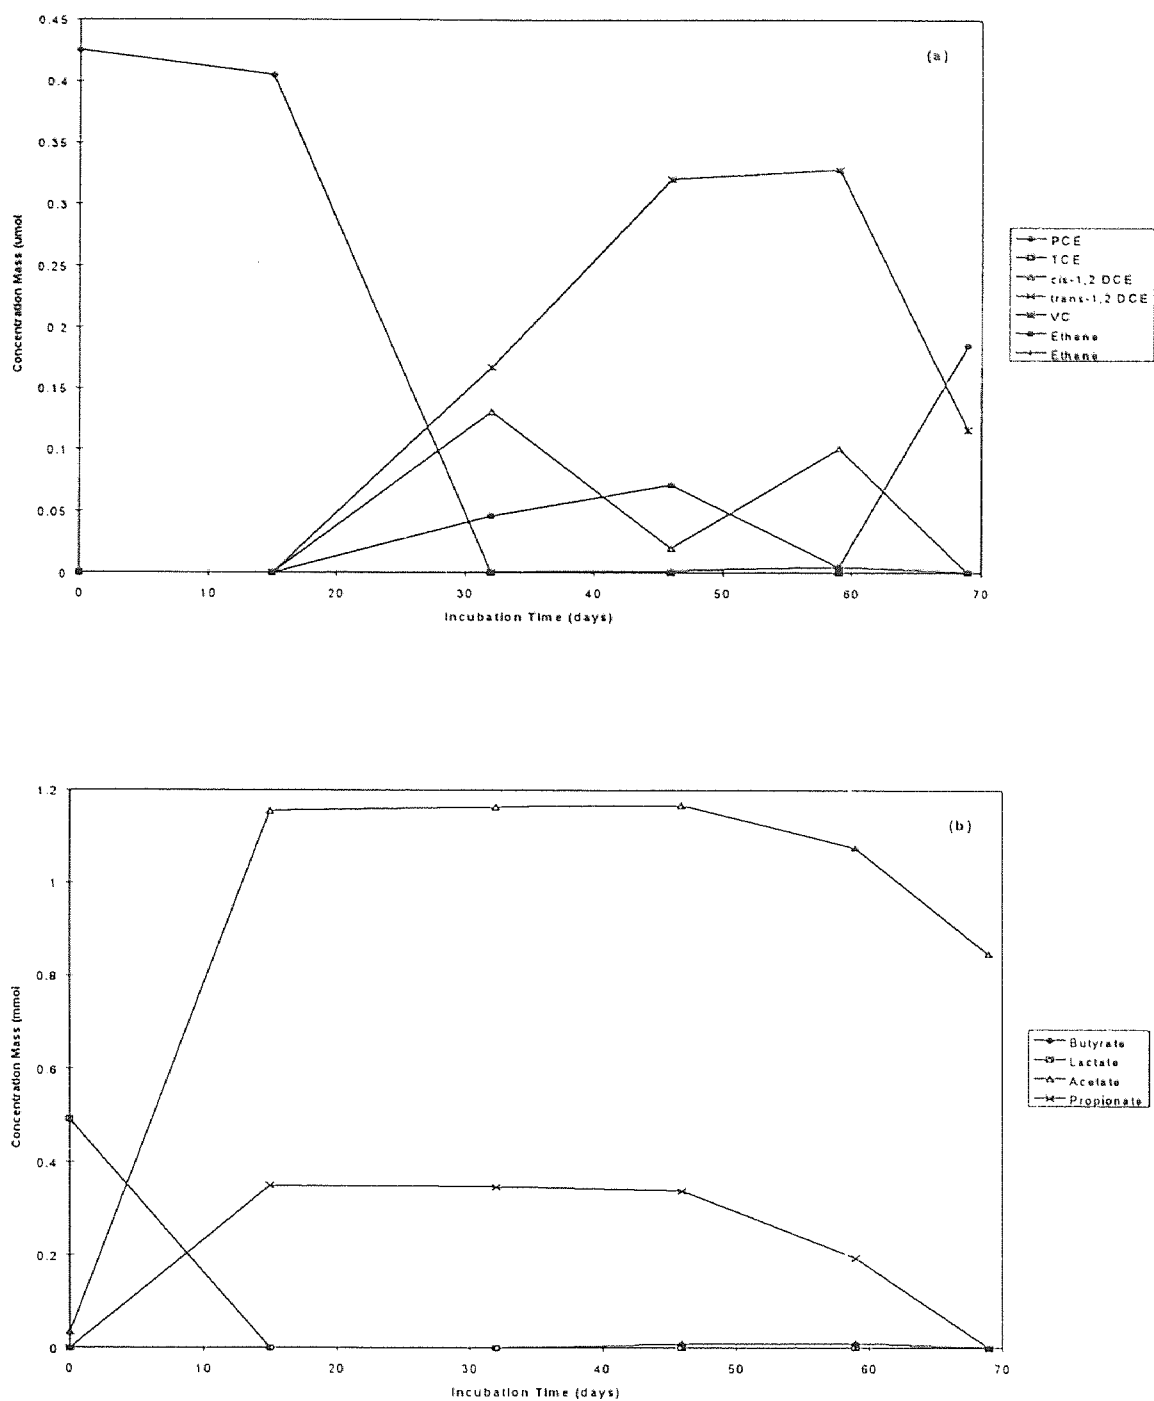 0.45
(a)
0.4
0.35
0.3
0.25
0.2
0.15
0.1
0.05
0
Concentration Mass (umol
0 10 20 30 40 50 60 70
Incubation Time (days)
PCE
TCE
cis-1,2 DCE
trans-1,2 DCE
VC
Ethene
Ethane
1.2
(b)
1
0.8
0.6
0.4
0.2
0
Concentration Mass (mmol)
0 10 20 30 40 50 60 70
Incubation Time (days)
Butyrate
Lactate
Acetate
Propionate